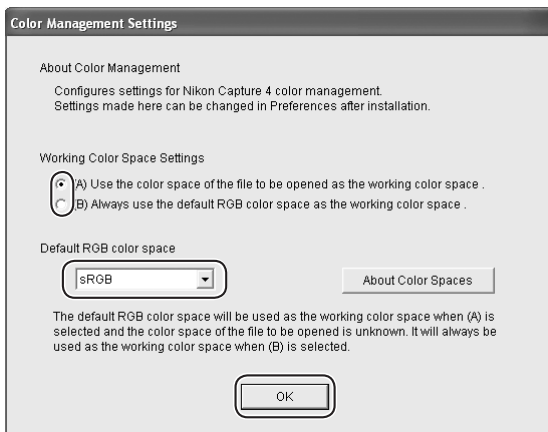 Color Management Settings
About Color Management
Configures settings for Nikon Capture 4 color management.
Settings made here can be changed in Preferences after installation.
Working Color Space Settings
(A) Use the color space of the file to be opened as the working color space .
(B) Always use the default RGB color space as the working color space .
Default RGB color space
sRGB
About Color Spaces
The default RGB color space will be used as the working color space when (A) is
selected and the color space of the file to be opened is unknown. It will always be
used as the working color space when (B) is selected.
OK